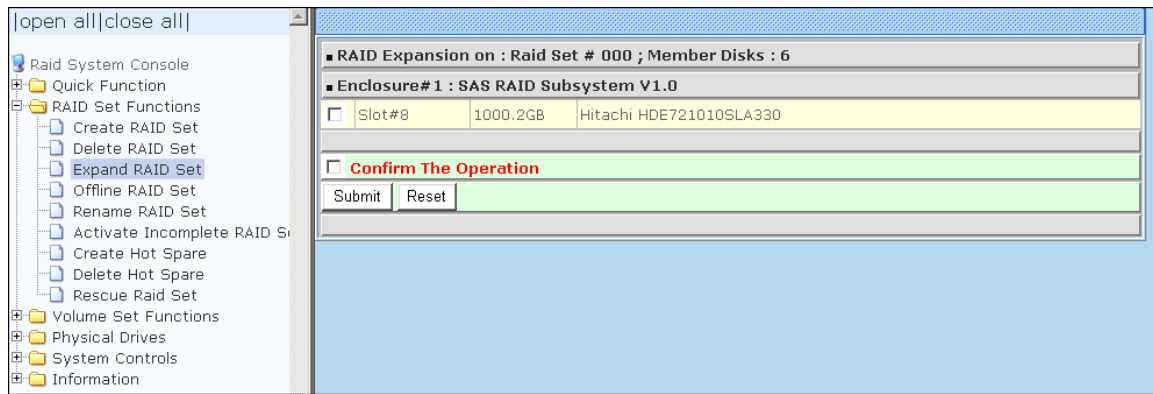 |open all|close all|
Raid System Console
Quick Function
RAID Set Functions
Create RAID Set
Delete RAID Set
Expand RAID Set
Offline RAID Set
Rename RAID Set
Activate Incomplete RAID S
Create Hot Spare
Delete Hot Spare
Rescue Raid Set
Volume Set Functions
Physical Drives
System Controls
Information
RAID Expansion on : Raid Set # 000 ; Member Disks : 6
Enclosure#1 : SAS RAID Subsystem V1.0
Slot#8 1000.2GB Hitachi HDE721010SLA330
Confirm The Operation
Submit Reset